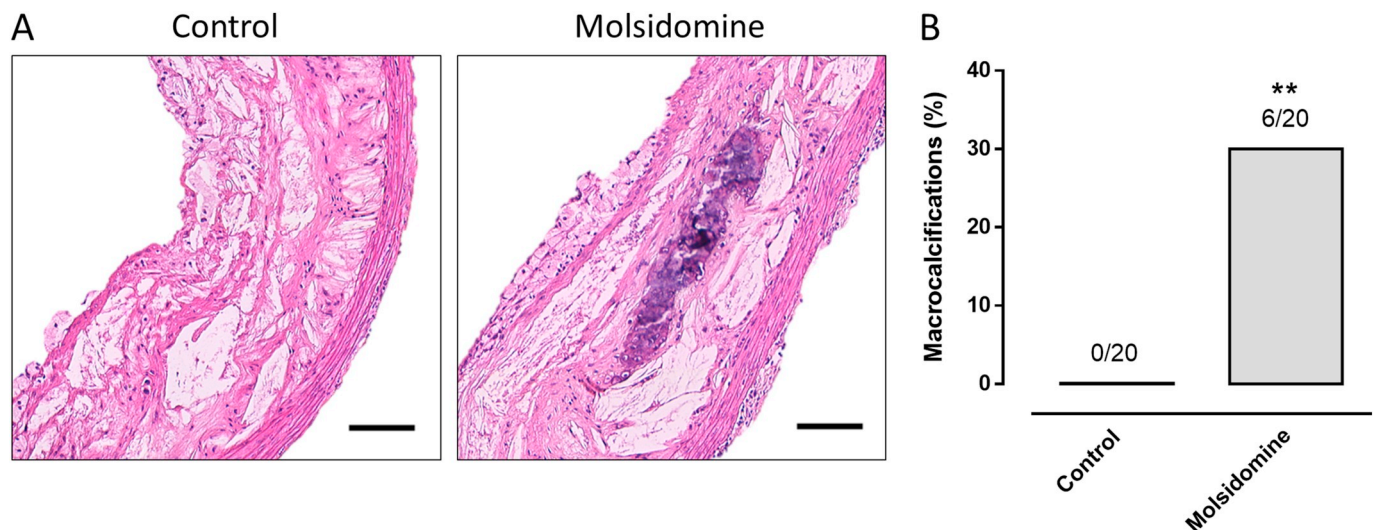 A
Control
Molsidomine
B
Macrocalcifications (%)
40
30
20
10
0
0/20
**
6/20
Control
Molsidomine